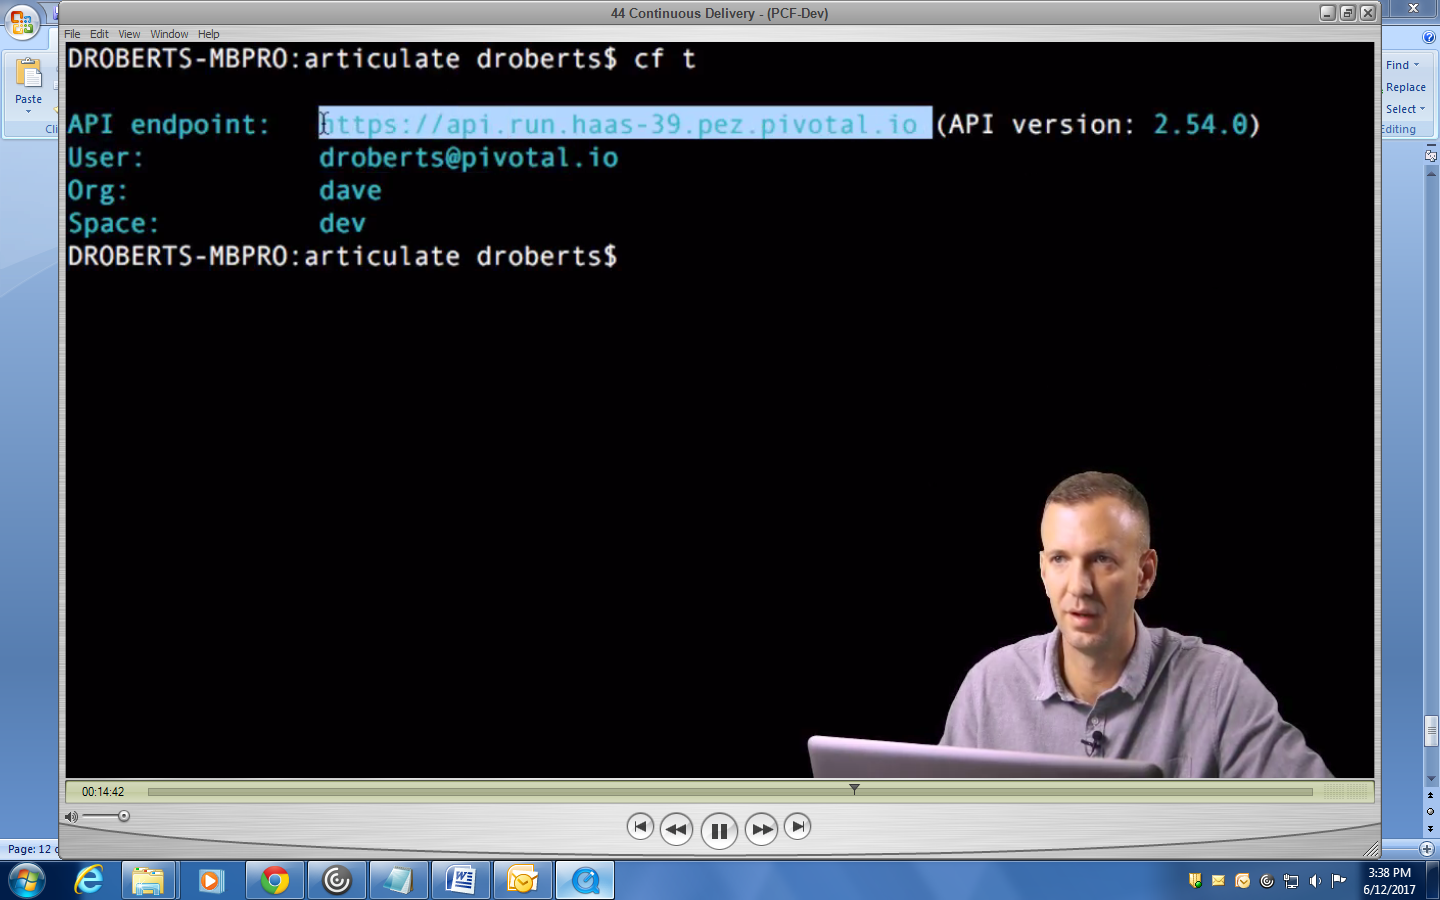 44 Continuous Delivery - (PCF-Dev)
File Edit View Window Help
DROBERTS-MBPRO:articulate droberts$ cf t
API endpoint: https://api.run.haas-39.pez.pivotal.io (API version: 2.54.0)
User: droberts@pivotal.io
Org: dave
Space: dev
DROBERTS-MBPRO:articulate droberts$
Paste
Find
Replace
Select
Editing
00:14:42
Page: 12
3:38 PM
6/12/2017